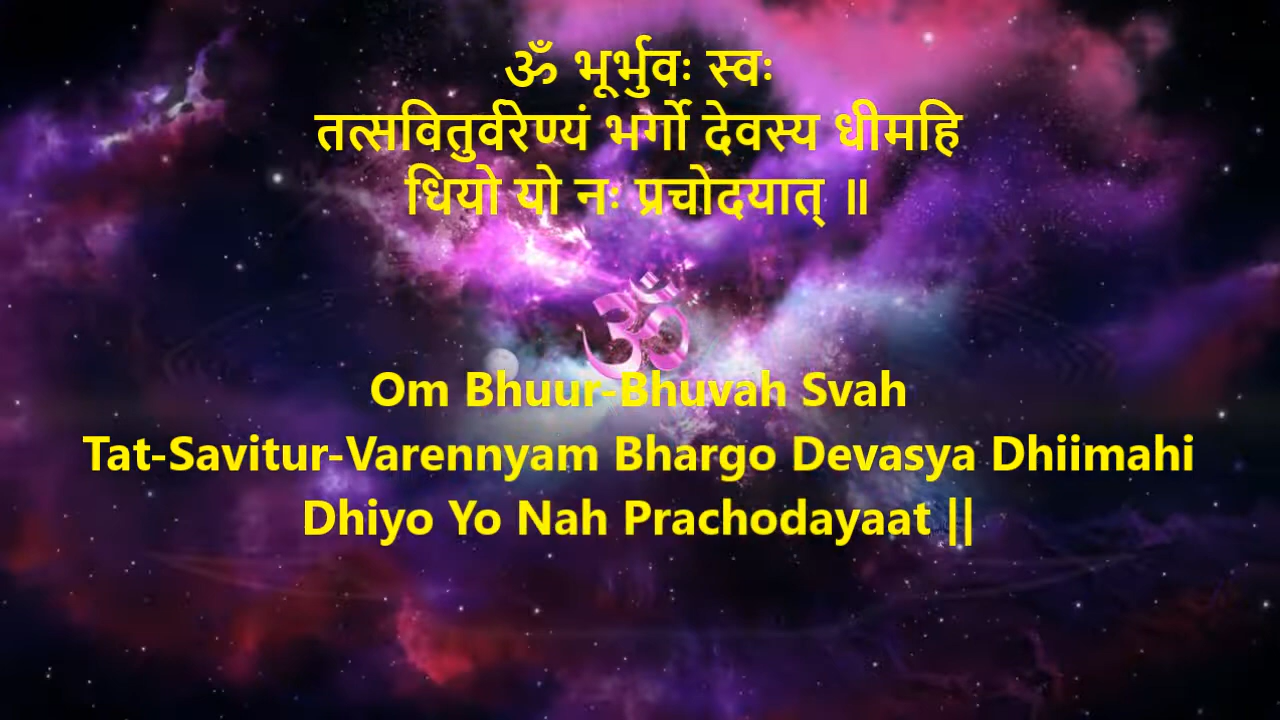 ॐ भूर्भुवः स्वः
तत्सवितुर्वरेण्यं भर्गो देवस्य धीमहि
धियो यो नः प्रचोदयात् ॥
ॐ
Om Bhuur-Bhuvah Svah
Tat-Savitur-Varennyam Bhargo Devasya Dhiimahi
Dhiyo Yo Nah Prachodayaat ||